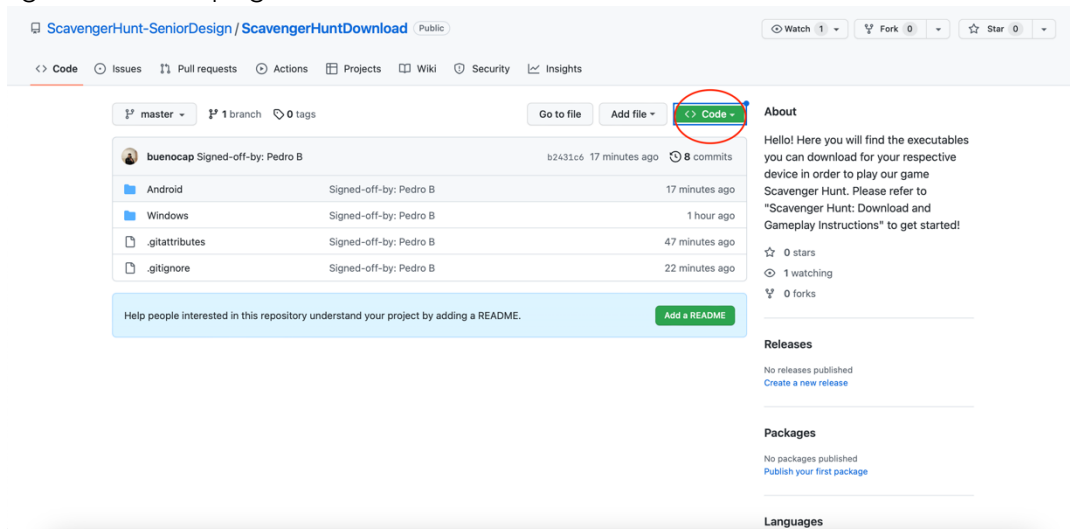 ScavengerHunt-SeniorDesign / ScavengerHuntDownload Public
Watch 1 Fork 0 Star 0
<> Code Issues Pull requests Actions Projects Wiki Security Insights
master 1 branch 0 tags Go to file Add file <> Code
buenocap Signed-off-by: Pedro B b2431c6 17 minutes ago 8 commits
Android Signed-off-by: Pedro B 17 minutes ago
Windows Signed-off-by: Pedro B 1 hour ago
.gitattributes Signed-off-by: Pedro B 47 minutes ago
.gitignore Signed-off-by: Pedro B 22 minutes ago
Help people interested in this repository understand your project by adding a README. Add a README
About
Hello! Here you will find the executables
you can download for your respective
device in order to play our game
Scavenger Hunt. Please refer to
"Scavenger Hunt: Download and
Gameplay Instructions" to get started!
0 stars
1 watching
0 forks
Releases
No releases published
Create a new release
Packages
No packages published
Publish your first package
Languages